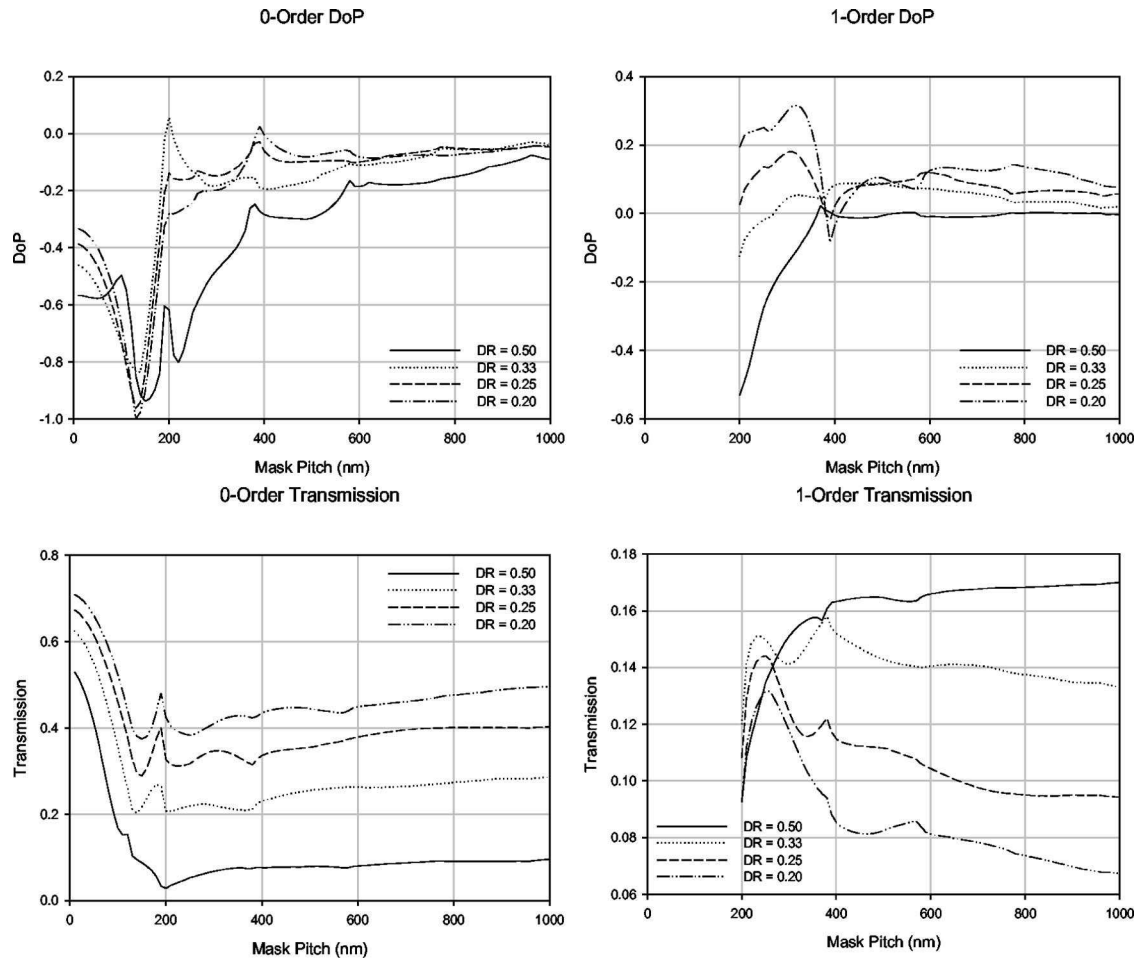 0-Order DoP
0.2
0.0
-0.2
-0.4
-0.6
-0.8
-1.0
DoP
DR = 0.50
DR = 0.33
DR = 0.25
DR = 0.20
0 200 400 600 800 1000
Mask Pitch (nm)
1-Order DoP
0.4
0.2
0.0
-0.2
-0.4
-0.6
DoP
DR = 0.50
DR = 0.33
DR = 0.25
DR = 0.20
0 200 400 600 800 1000
Mask Pitch (nm)
0-Order Transmission
0.8
0.6
0.4
0.2
0.0
Transmission
DR = 0.50
DR = 0.33
DR = 0.25
DR = 0.20
0 200 400 600 800 1000
Mask Pitch (nm)
1-Order Transmission
0.18
0.16
0.14
0.12
0.10
0.08
0.06
Transmission
DR = 0.50
DR = 0.33
DR = 0.25
DR = 0.20
0 200 400 600 800 1000
Mask Pitch (nm)